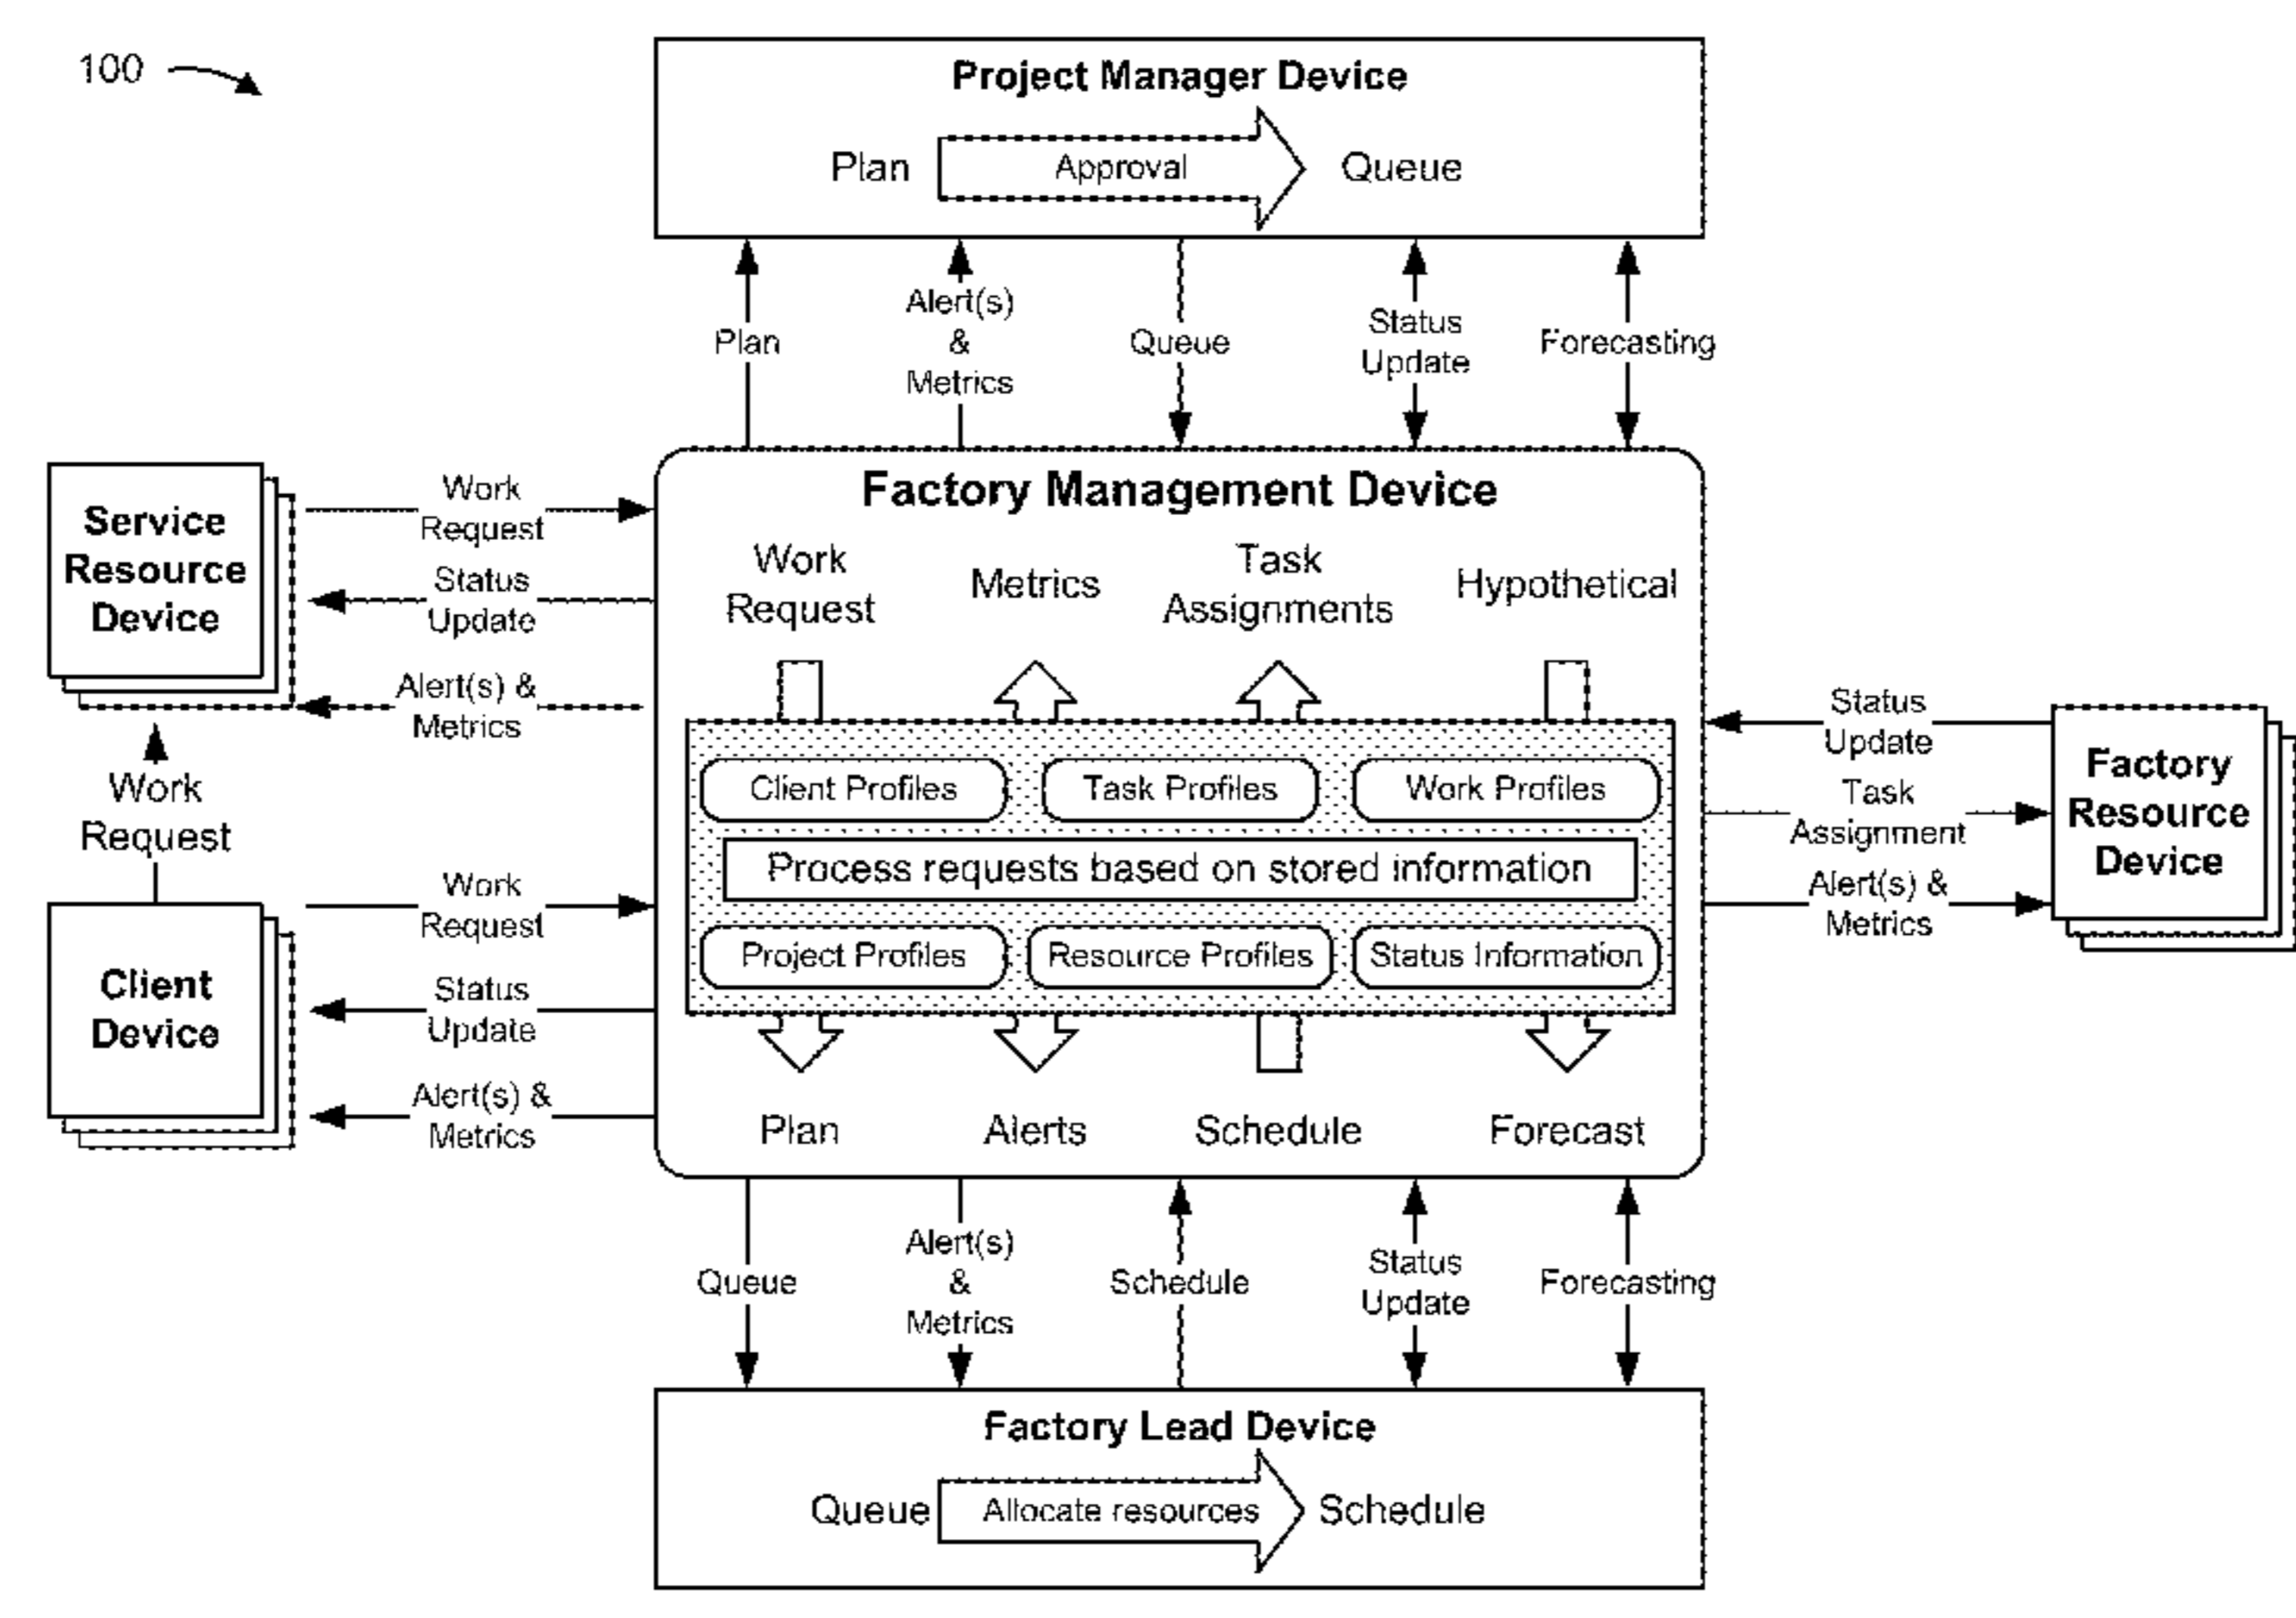 100
Project Manager Device
Plan
Approval
Queue
Plan
Alert(s)
&
Metrics
Queue
Status
Update
Forecasting
Service
Resource
Device
Work
Request
Status
Update
Alert(s) &
Metrics
Work
Request
Client
Device
Work
Request
Status
Update
Alert(s) &
Metrics
Factory Management Device
Work
Request
Metrics
Task
Assignments
Hypothetical
Client Profiles
Task Profiles
Work Profiles
Process requests based on stored information
Project Profiles
Resource Profiles
Status Information
Plan
Alerts
Schedule
Forecast
Status
Update
Task
Assignment
Alert(s) &
Metrics
Factory
Resource
Device
Queue
Alert(s)
&
Metrics
Schedule
Status
Update
Forecasting
Factory Lead Device
Queue
Allocate resources
Schedule